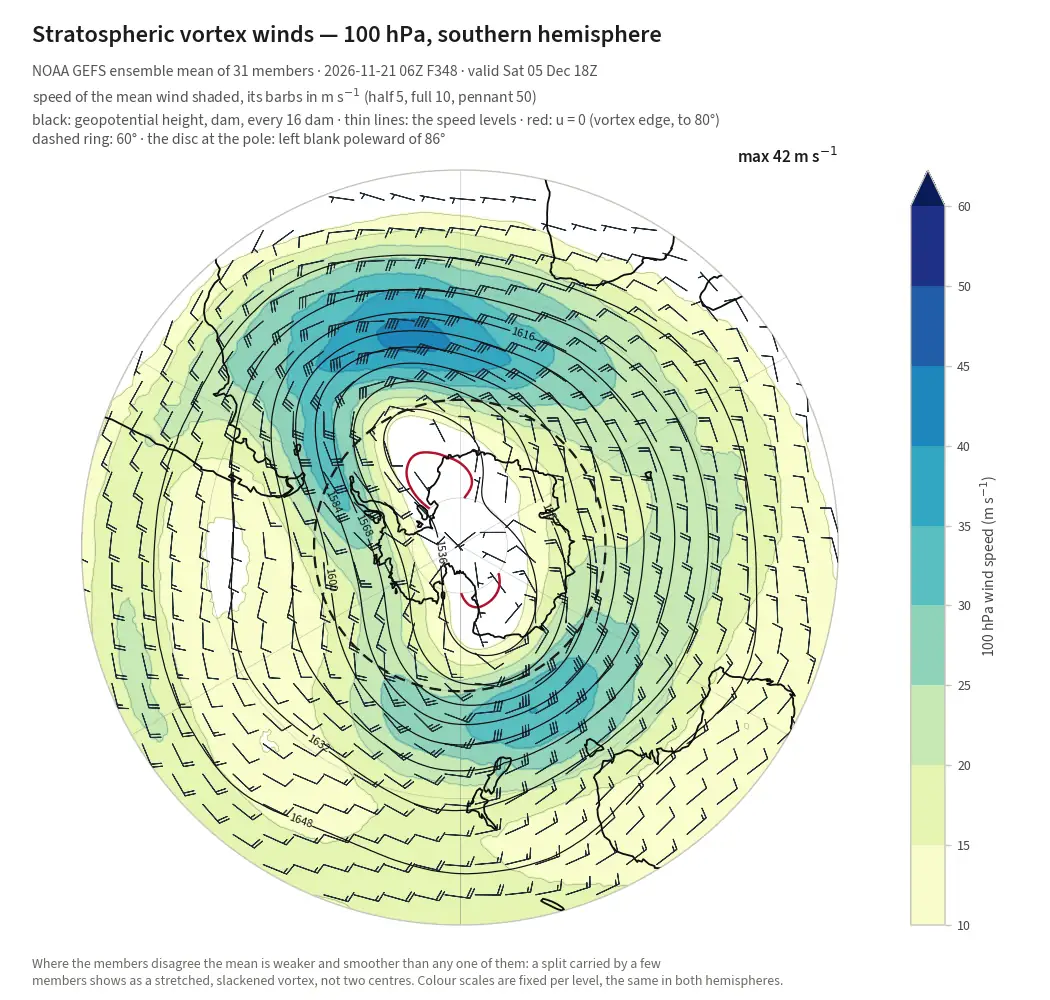 Stratospheric vortex winds — 100 hPa, southern hemisphere
NOAA GEFS ensemble mean of 31 members · 2026-11-21 06Z F348 · valid Sat 05 Dec 18Z
speed of the mean wind shaded, its barbs in m s⁻¹ (half 5, full 10, pennant 50)
black: geopotential height, dam, every 16 dam · thin lines: the speed levels · red: u = 0 (vortex edge, to 80°)
dashed ring: 60° · the disc at the pole: left blank poleward of 86°
max 42 m s⁻¹
1616
1584
1568
1536
1600
1632
1648
60
50
45
40
35
30
25
20
15
10
100 hPa wind speed (m s⁻¹)
Where the members disagree the mean is weaker and smoother than any one of them: a split carried by a few
members shows as a stretched, slackened vortex, not two centres. Colour scales are fixed per level, the same in both hemispheres.